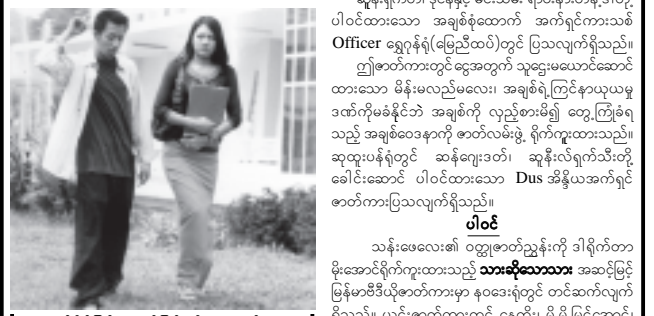 ပါဝင်ထားသော အချစ်စုံထောက် အက်ရှင်ကားသစ်
Officer ရွှေဂုန်ရုံ(မြေညီထပ်)တွင် ပြသလျက်ရှိသည်။
ဤဇာတ်ကားတွင်ငွေအတွက် သူဌေးမယောင်ဆောင်
ထားသော မိန်းမလည်မလေး၊ အချစ်ရဲ့ကြင်နာယုယမှု
ဒဏ်ကိုမခံနိုင်ဘဲ အချစ်ကို လှည့်စားမိ၍ တွေ့ကြုံခံရ
သည့် အချစ်ဝေဒနာကို ဇာတ်လမ်းဖွဲ့ ရိုက်ကူးထားသည်။
ဆုထူးပန်ရုံတွင် ဆန်ဂျေးဒတ်၊ ဆူနီးလ်ရှက်သီးတို့
ခေါင်းဆောင် ပါဝင်ထားသော Dus အိန္ဒိယအက်ရှင်
ဇာတ်ကားပြသလျက်ရှိသည်။
ပါဝင်
သန်းဖေလေး၏ ဝတ္ထုဇာတ်ညွှန်းကို ဒါရိုက်တာ
မိုးအောင်ရိုက်ကူးထားသည့် သားဆိုသောသား အဆင့်မြင့်
မြန်မာဗီဒီယိုဇာတ်ကားမှာ နဝဒေးရုံတွင် တင်ဆက်လျက်